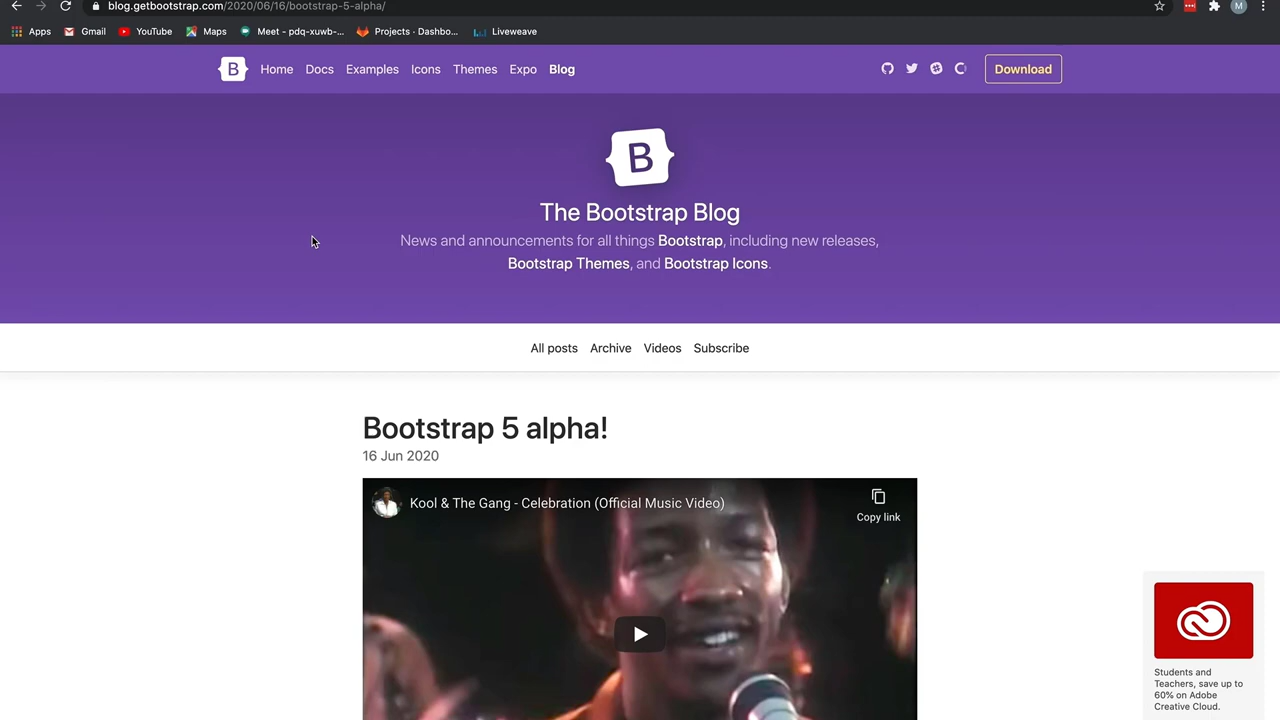 blog.getbootstrap.com/2020/06/16/bootstrap-5-alpha/
M
Apps Gmail YouTube Maps Meet - pdq-xuwb-... Projects · Dashbo... Liveweave
B Home Docs Examples Icons Themes Expo Blog Download
B
The Bootstrap Blog
News and announcements for all things Bootstrap, including new releases,
Bootstrap Themes, and Bootstrap Icons.
All posts Archive Videos Subscribe
Bootstrap 5 alpha!
16 Jun 2020
Kool & The Gang - Celebration (Official Music Video)
Copy link
Students and
Teachers, save up to
60% on Adobe
Creative Cloud.